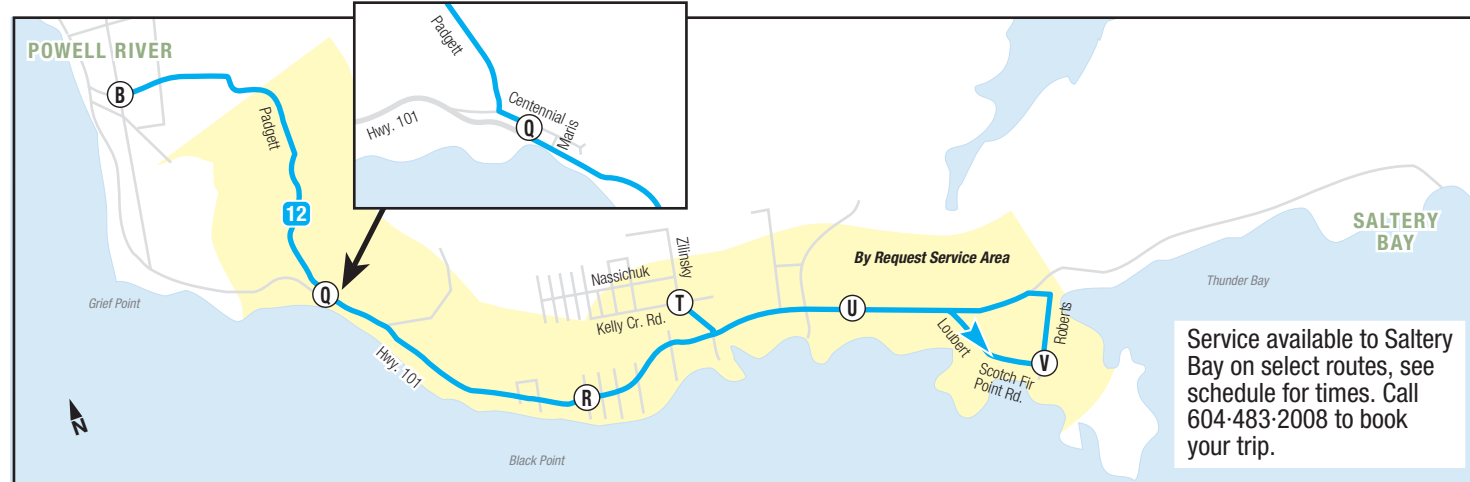 POWELL RIVER
B
Padgett
12
Q
Grief Point
Padgett
Centennial
Hwy. 101
Q
Maris
Hwy. 101
R
Black Point
Nassichuk
Zilinsky
T
Kelly Cr. Rd.
By Request Service Area
U
Loubert
Scotch Fir
Point Rd.
V
Roberts
Thunder Bay
SALTERY
BAY
N
Service available to Saltery
Bay on select routes, see
schedule for times. Call
604·483·2008 to book
your trip.